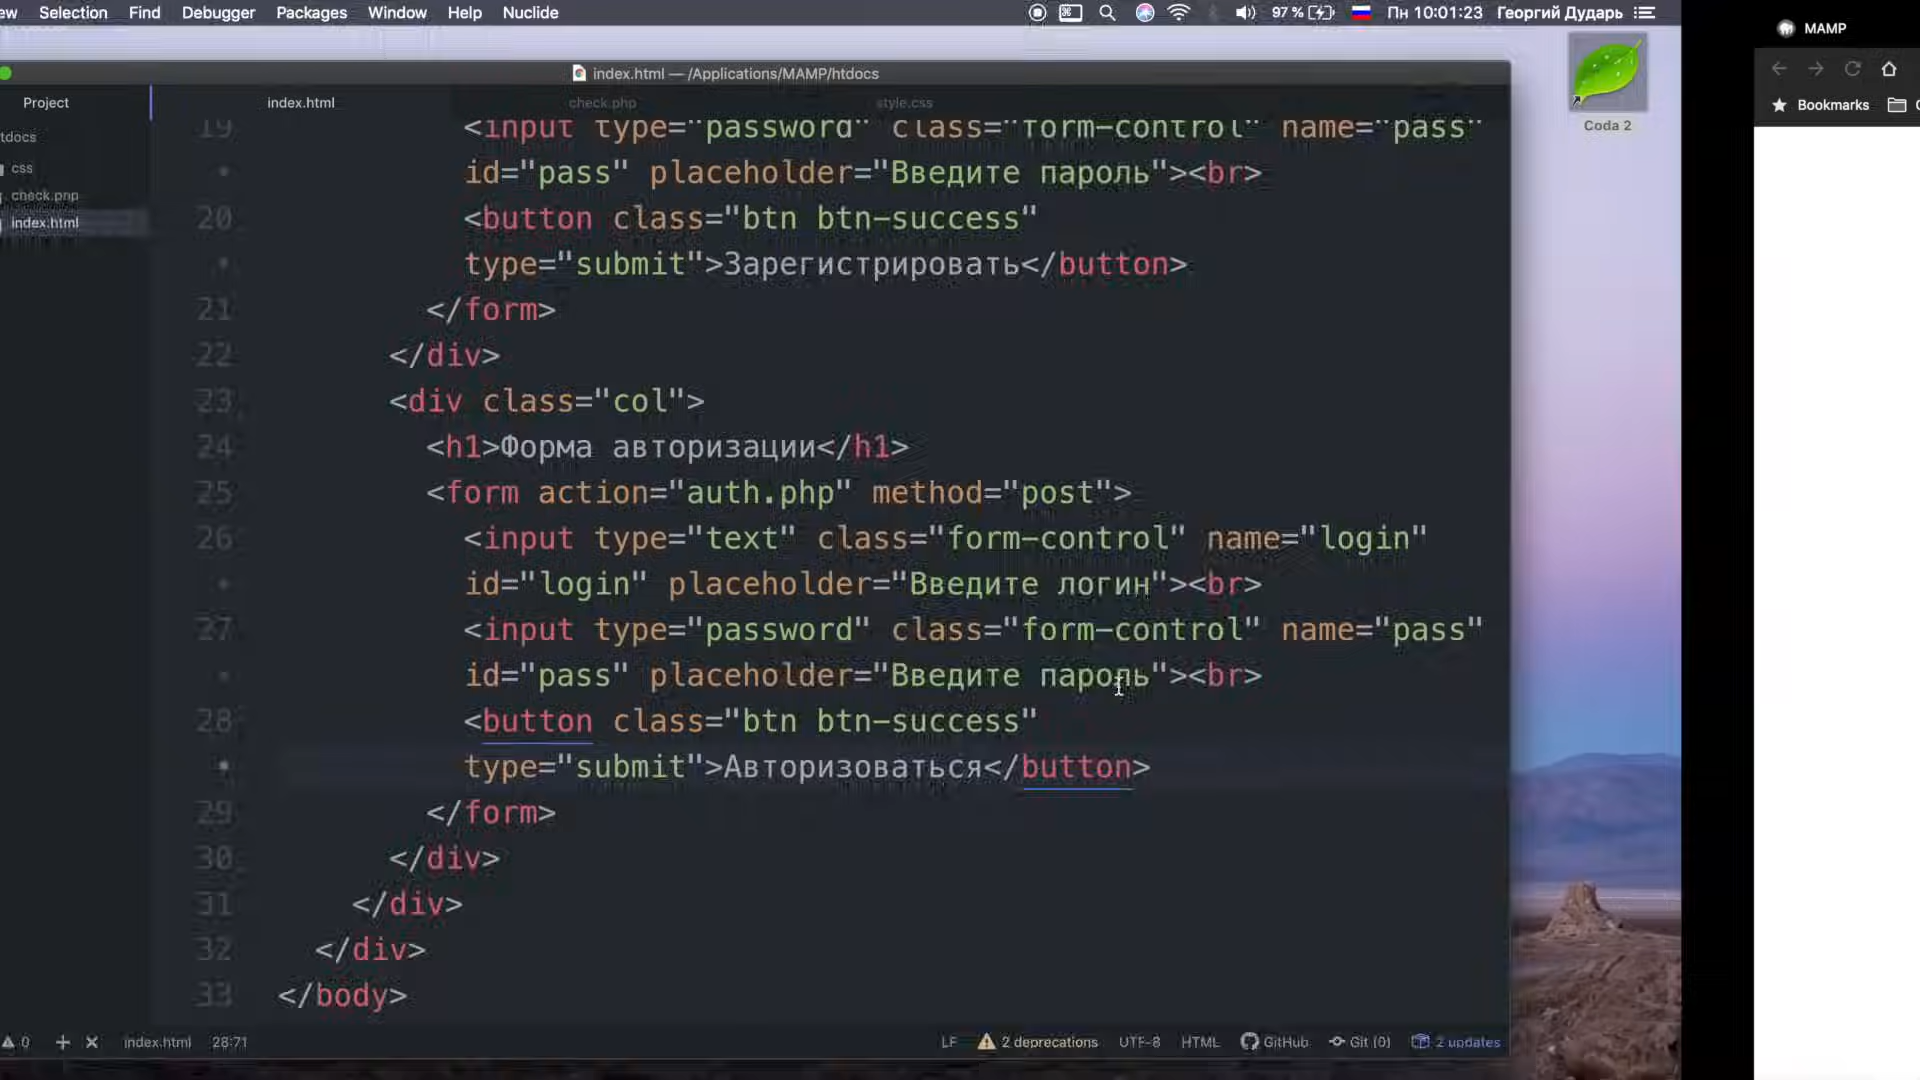 ew Selection Find Debugger Packages Window Help Nuclide 97 % Пн 10:01:23 Георгий Дударь
MAMP
index.html — /Applications/MAMP/htdocs
Project index.html check.php style.css
Bookmarks
Coda 2
tdocs
css
check.php
index.html
19 <input type="password" class="form-control" name="pass"
id="pass" placeholder="Введите пароль"><br>
20 <button class="btn btn-success"
type="submit">Зарегистрировать</button>
21 </form>
22 </div>
23 <div class="col">
24 <h1>Форма авторизации</h1>
25 <form action="auth.php" method="post">
26 <input type="text" class="form-control" name="login"
id="login" placeholder="Введите логин"><br>
27 <input type="password" class="form-control" name="pass"
id="pass" placeholder="Введите пароль"><br>
28 <button class="btn btn-success"
type="submit">Авторизоваться</button>
29 </form>
30 </div>
31 </div>
32 </div>
33 </body>
0 index.html 28:71 LF 2 deprecations UTF-8 HTML GitHub Git (0) 2 updates